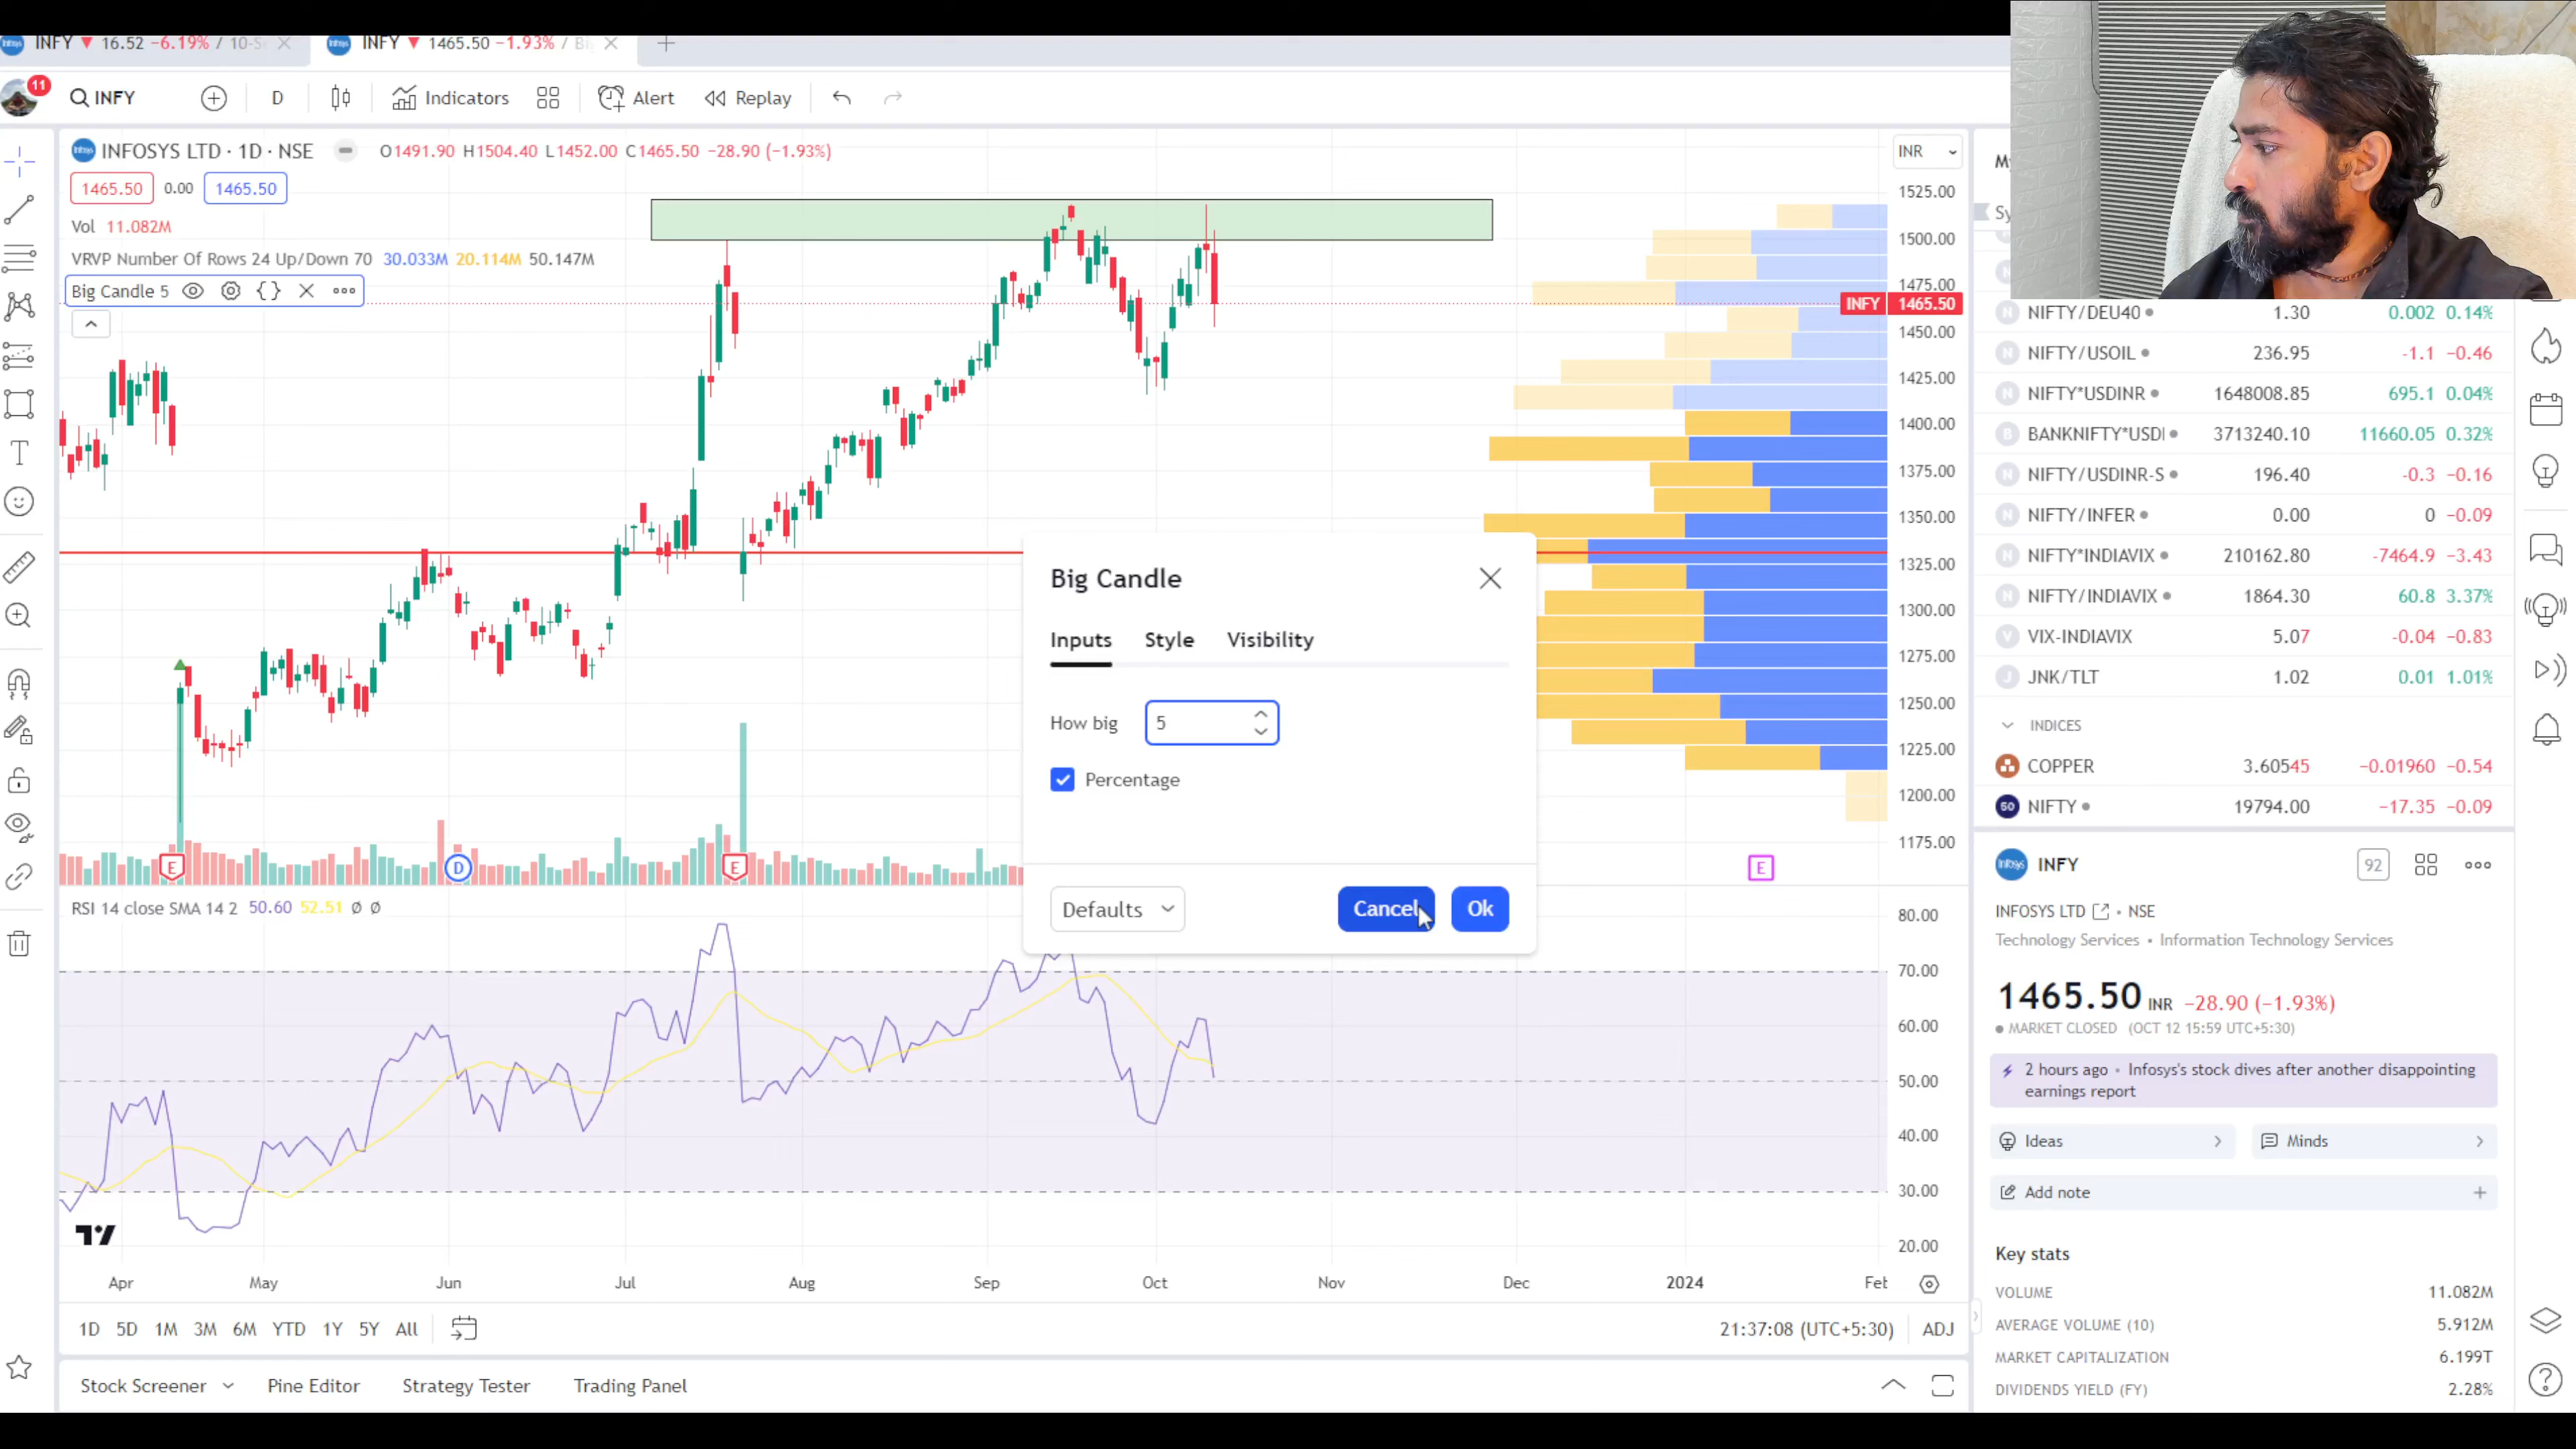 INFY 16.52 -6.19% / 10-S
INFY 1465.50 -1.93% /
11
INFY D Indicators Alert Replay
INFOSYS LTD · 1D · NSE O1491.90 H1504.40 L1452.00 C1465.50 -28.90 (-1.93%)
INR
1465.50 0.00 1465.50
Vol 11.082M
VRVP Number Of Rows 24 Up/Down 70 30.033M 20.114M 50.147M
Big Candle 5
1525.00
1500.00
1475.00
INFY 1465.50
1450.00
1425.00
1400.00
1375.00
1350.00
1325.00
1300.00
1275.00
1250.00
1225.00
1200.00
1175.00
Big Candle
Inputs Style Visibility
How big 5
Percentage
Defaults Cancel Ok
E D E E
RSI 14 close SMA 14 2 50.60 52.51 Ø Ø
80.00
70.00
60.00
50.00
40.00
30.00
20.00
Apr May Jun Jul Aug Sep Oct Nov Dec 2024 Feb
1D 5D 1M 3M 6M YTD 1Y 5Y All
21:37:08 (UTC+5:30) ADJ
Stock Screener Pine Editor Strategy Tester Trading Panel
My
Sy
NIFTY/DEU40 1.30 0.002 0.14%
NIFTY/USOIL 236.95 -1.1 -0.46
NIFTY*USDINR 1648008.85 695.1 0.04%
BANKNIFTY*USDI 3713240.10 11660.05 0.32%
NIFTY/USDINR-S 196.40 -0.3 -0.16
NIFTY/INFER 0.00 0 -0.09
NIFTY*INDIAVIX 210162.80 -7464.9 -3.43
NIFTY/INDIAVIX 1864.30 60.8 3.37%
VIX-INDIAVIX 5.07 -0.04 -0.83
JNK/TLT 1.02 0.01 1.01%
INDICES
COPPER 3.60545 -0.01960 -0.54
50 NIFTY 19794.00 -17.35 -0.09
Infosys INFY 92
INFOSYS LTD • NSE
Technology Services • Information Technology Services
1465.50 INR -28.90 (-1.93%)
MARKET CLOSED (OCT 12 15:59 UTC+5:30)
2 hours ago • Infosys's stock dives after another disappointing
earnings report
Ideas Minds
Add note
Key stats
VOLUME 11.082M
AVERAGE VOLUME (10) 5.912M
MARKET CAPITALIZATION 6.199T
DIVIDENDS YIELD (FY) 2.28%